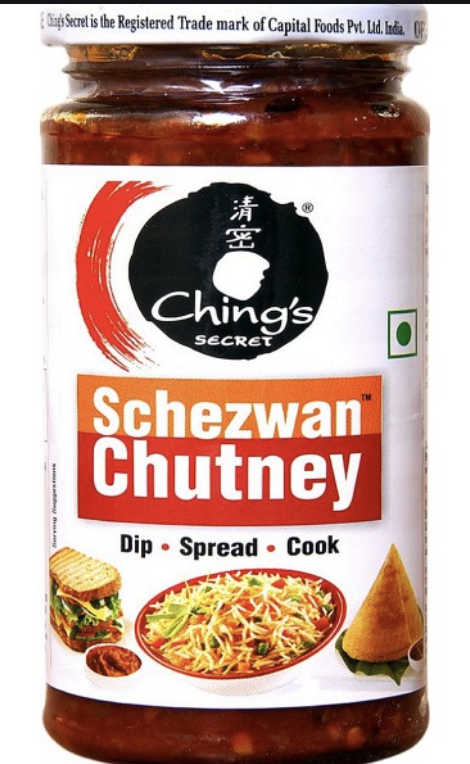 Ching's Secret is the Registered Trade mark of Capital Foods Pvt. Ltd. India.
清
密
®
Ching's
SECRET
Schezwan™
Chutney
Dip • Spread • Cook
Serving Suggestions